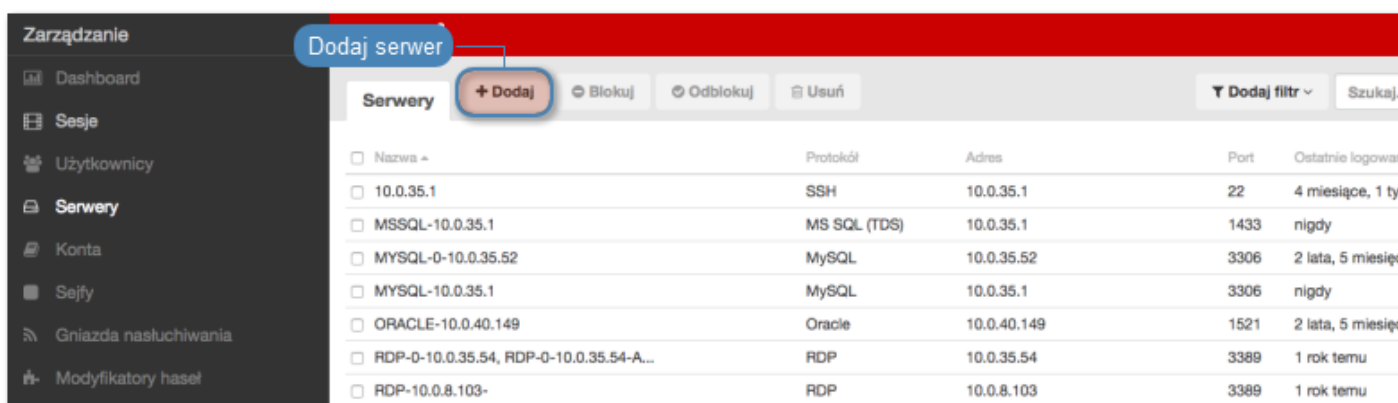 Zarządzanie
Dodaj serwer
Dashboard
Sesje
Użytkownicy
Serwery
Konta
Sejfy
Gniazda nasłuchiwania
Modyfikatory haseł
Serwery + Dodaj Blokuj Odblokuj Usuń Dodaj filtr Szukaj.
Nazwa Protokół Adres Port Ostatnie logowa
10.0.35.1 SSH 10.0.35.1 22 4 miesiące, 1 ty
MSSQL-10.0.35.1 MS SQL (TDS) 10.0.35.1 1433 nigdy
MYSQL-0-10.0.35.52 MySQL 10.0.35.52 3306 2 lata, 5 miesię
MYSQL-10.0.35.1 MySQL 10.0.35.1 3306 nigdy
ORACLE-10.0.40.149 Oracle 10.0.40.149 1521 2 lata, 5 miesię
RDP-0-10.0.35.54, RDP-0-10.0.35.54-A... RDP 10.0.35.54 3389 1 rok temu
RDP-10.0.8.103- RDP 10.0.8.103 3389 1 rok temu